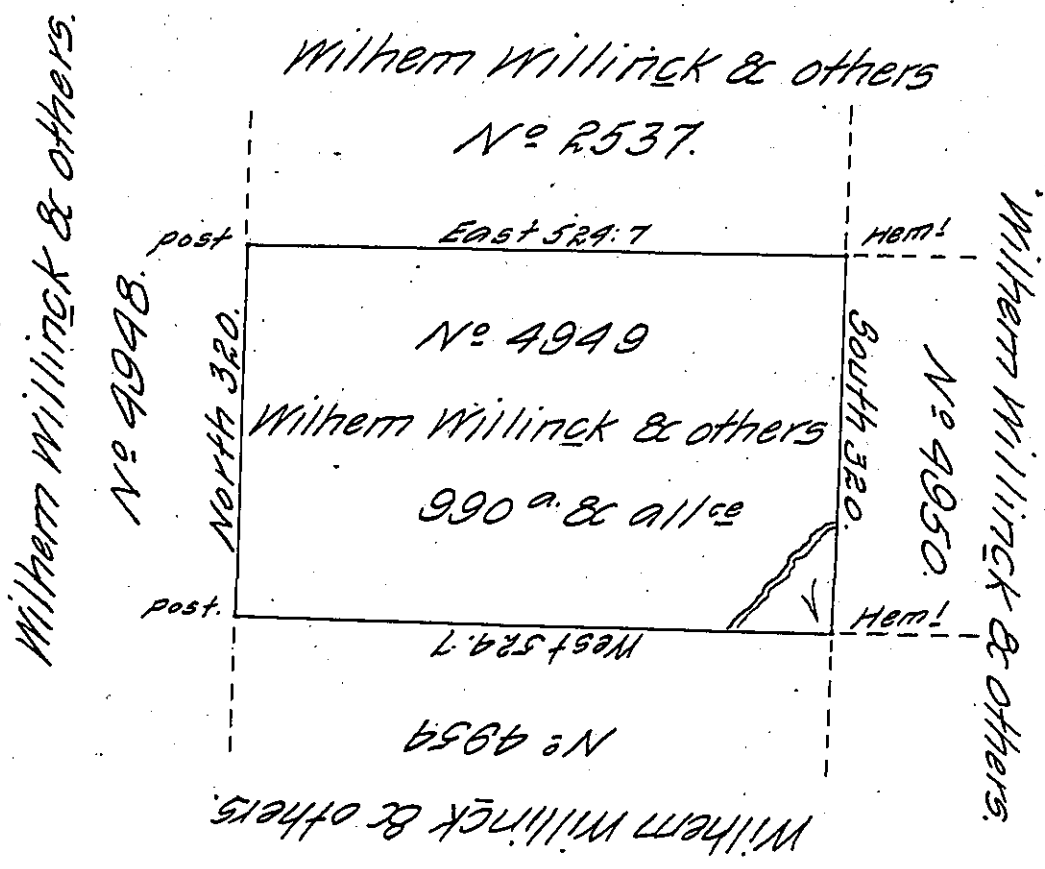 Wilhem Willinck & others
Nº 2537.
Wilhem Willinck & others.
Nº 4948.
post
East 524:7
Hem!
North 320.
Nº 4949
Wilhem Willinck & others
990 a. & allce
South 320.
Nº 4950.
Wilhem Willinck & others.
post.
West 524.7
Hem!
Nº 4954
Wilhem Willinck & others.